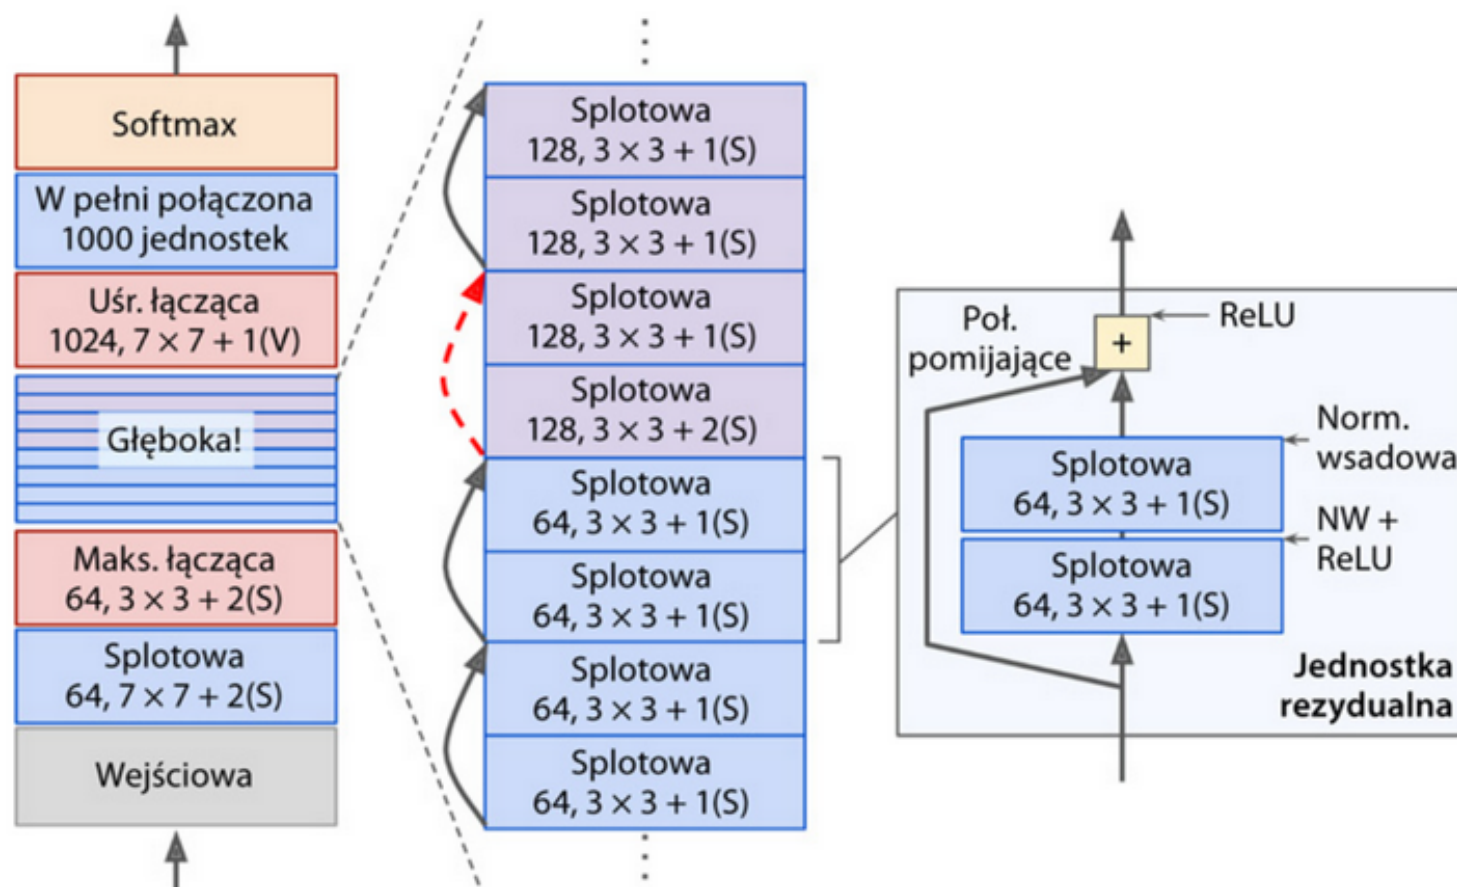 Softmax
W pełni połączona
1000 jednostek
Uśr. łącząca
1024, 7 × 7 + 1(V)
Głęboka!
Maks. łącząca
64, 3 × 3 + 2(S)
Splotowa
64, 7 × 7 + 2(S)
Wejściowa
Splotowa
128, 3 × 3 + 1(S)
Splotowa
128, 3 × 3 + 1(S)
Splotowa
128, 3 × 3 + 1(S)
Splotowa
128, 3 × 3 + 2(S)
Splotowa
64, 3 × 3 + 1(S)
Splotowa
64, 3 × 3 + 1(S)
Splotowa
64, 3 × 3 + 1(S)
Splotowa
64, 3 × 3 + 1(S)
Poł.
pomijające
+
ReLU
Norm.
wsadowa
Splotowa
64, 3 × 3 + 1(S)
NW +
ReLU
Splotowa
64, 3 × 3 + 1(S)
Jednostka
rezydualna